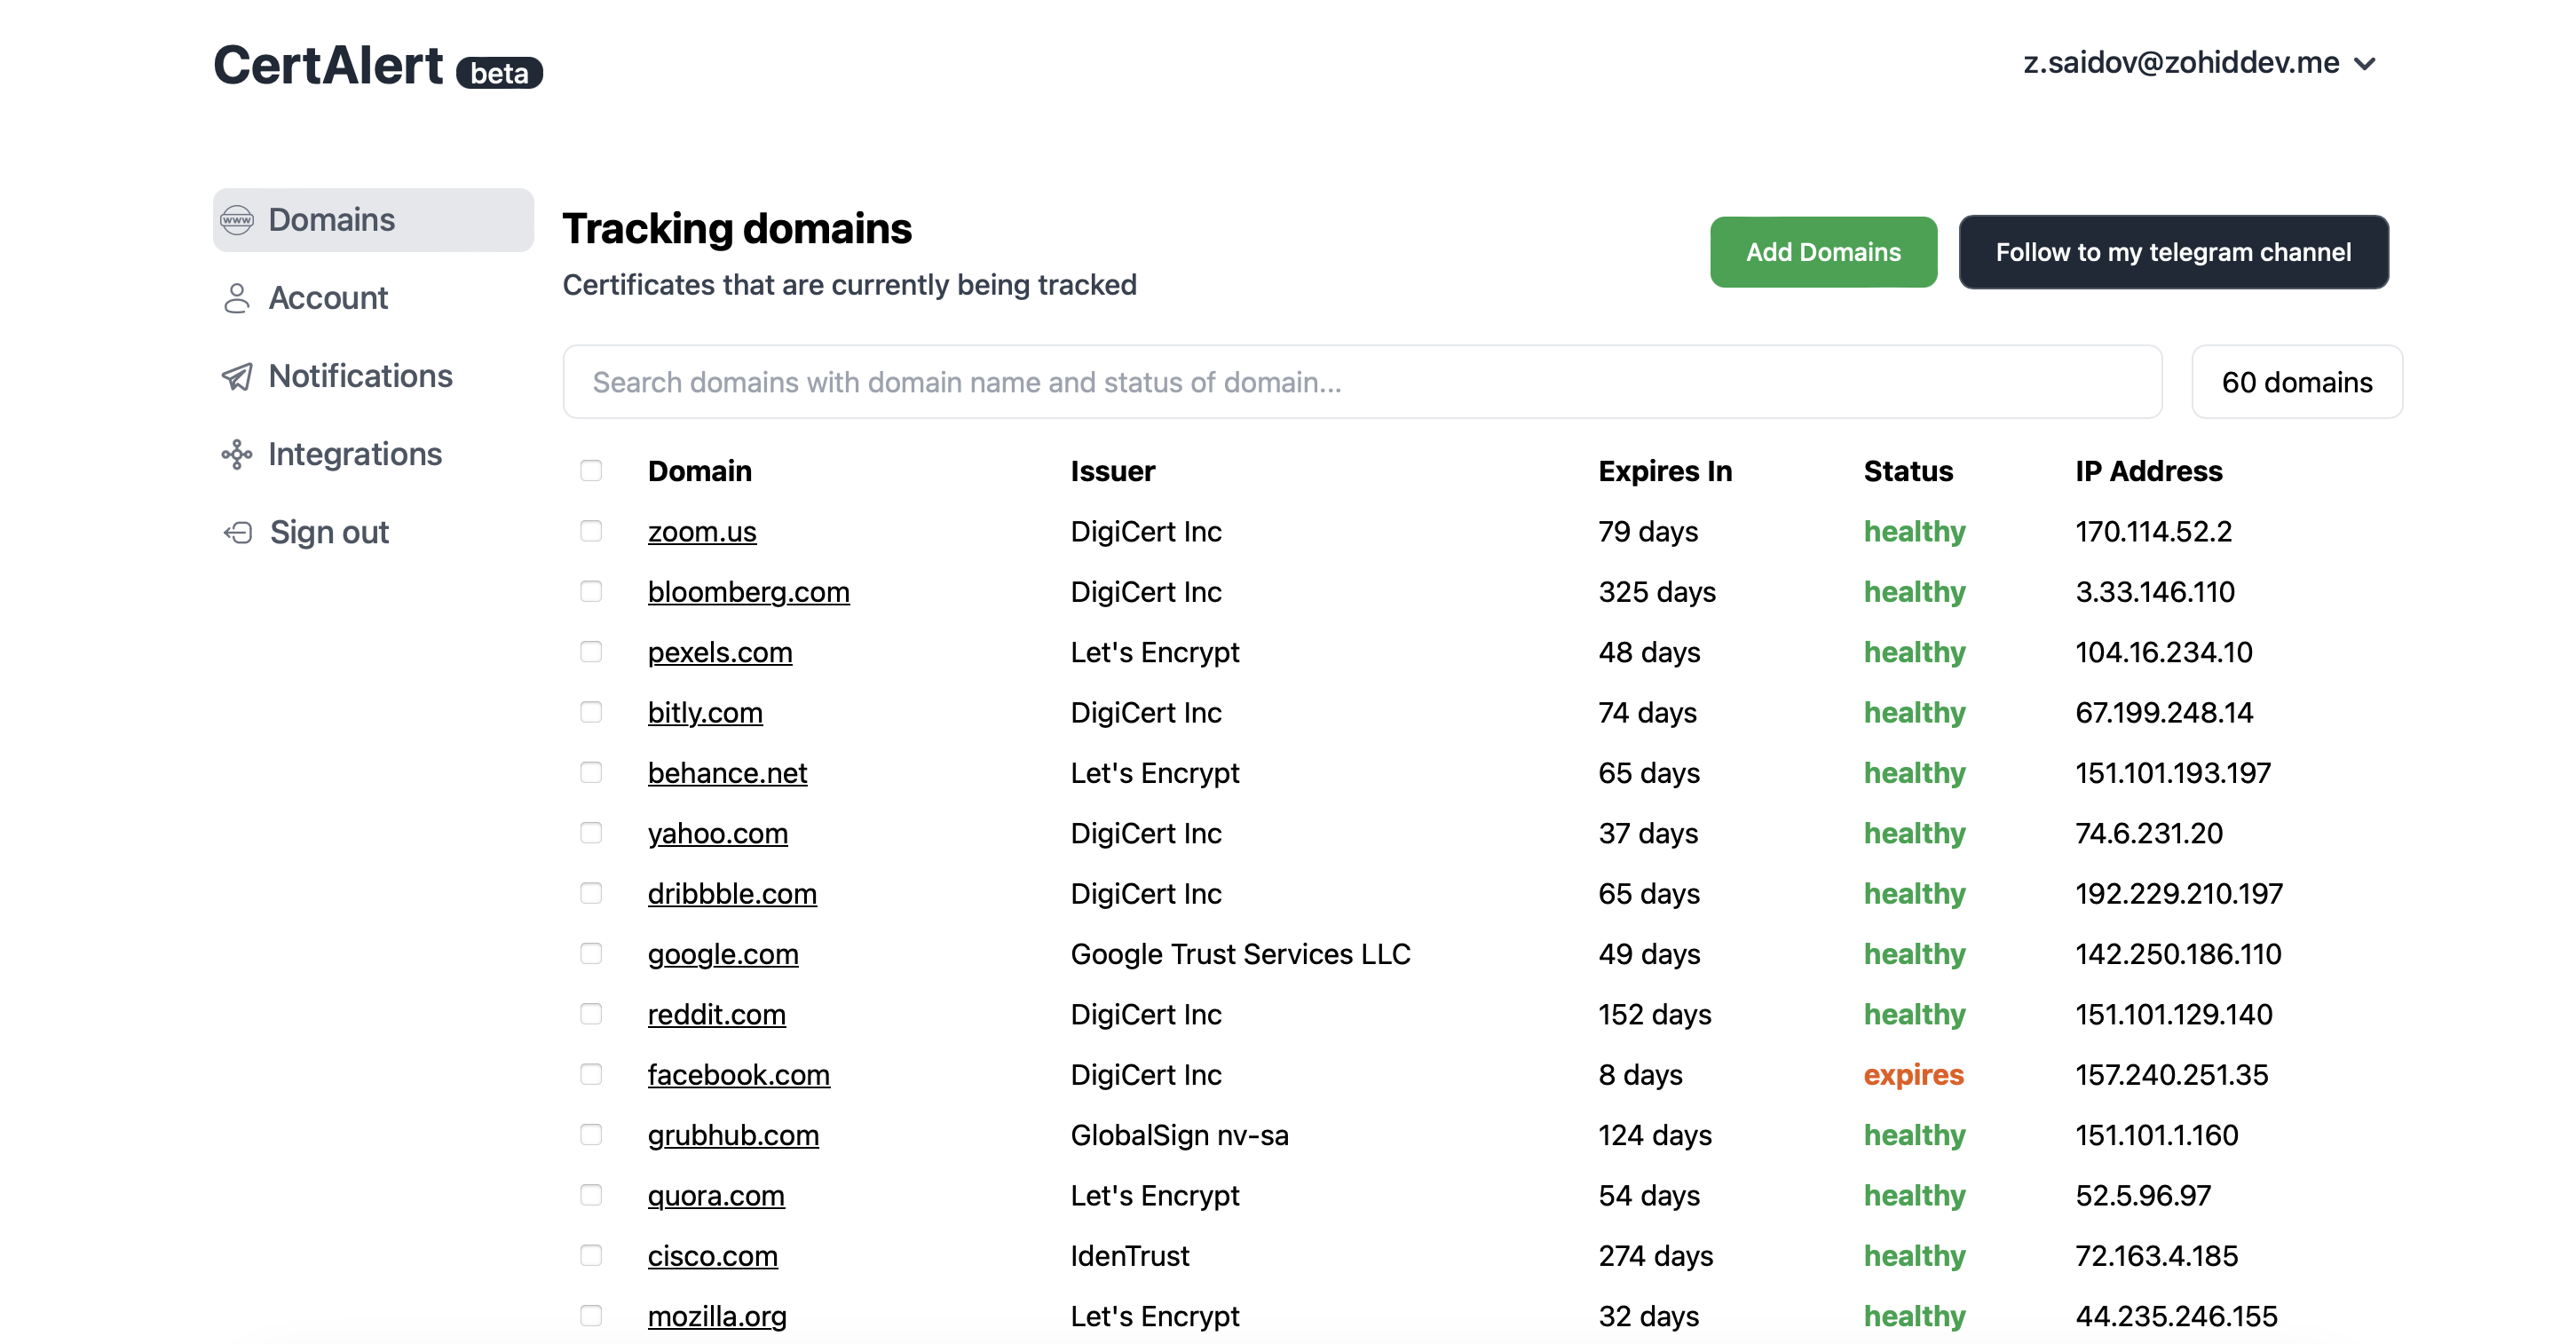 CertAlert beta
z.saidov@zohiddev.me
www Domains
Account
Notifications
Integrations
Sign out
Tracking domains
Certificates that are currently being tracked
Add Domains
Follow to my telegram channel
Search domains with domain name and status of domain...
60 domains
Domain Issuer Expires In Status IP Address
zoom.us DigiCert Inc 79 days healthy 170.114.52.2
bloomberg.com DigiCert Inc 325 days healthy 3.33.146.110
pexels.com Let's Encrypt 48 days healthy 104.16.234.10
bitly.com DigiCert Inc 74 days healthy 67.199.248.14
behance.net Let's Encrypt 65 days healthy 151.101.193.197
yahoo.com DigiCert Inc 37 days healthy 74.6.231.20
dribbble.com DigiCert Inc 65 days healthy 192.229.210.197
google.com Google Trust Services LLC 49 days healthy 142.250.186.110
reddit.com DigiCert Inc 152 days healthy 151.101.129.140
facebook.com DigiCert Inc 8 days expires 157.240.251.35
grubhub.com GlobalSign nv-sa 124 days healthy 151.101.1.160
quora.com Let's Encrypt 54 days healthy 52.5.96.97
cisco.com IdenTrust 274 days healthy 72.163.4.185
mozilla.org Let's Encrypt 32 days healthy 44.235.246.155